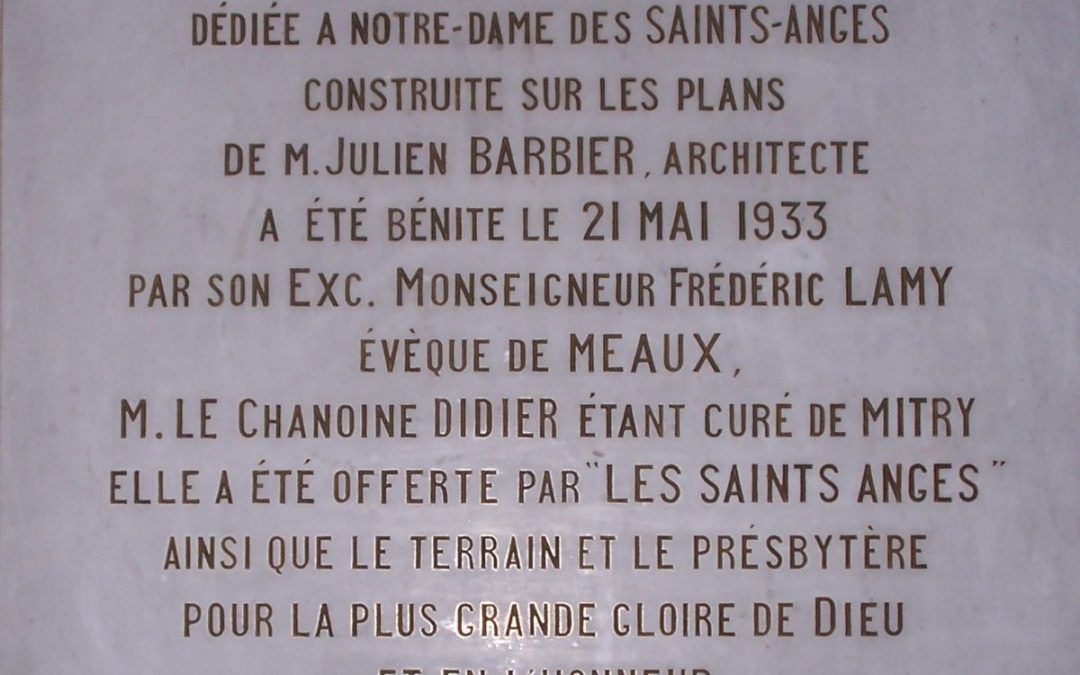 DÉDIÉE A NOTRE-DAME DES SAINTS-ANGES
CONSTRUITE SUR LES PLANS
DE M. JULIEN BARBIER, ARCHITECTE
A ÉTÉ BÉNITE LE 21 MAI 1933
PAR SON EXC. MONSEIGNEUR FRÉDÉRIC LAMY
ÉVÈQUE DE MEAUX,
M. LE CHANOINE DIDIER ÉTANT CURÉ DE MITRY
ELLE A ÉTÉ OFFERTE PAR "LES SAINTS ANGES"
AINSI QUE LE TERRAIN ET LE PRÉSBYTÈRE
POUR LA PLUS GRANDE GLOIRE DE DIEU
ET EN L'HONNEUR